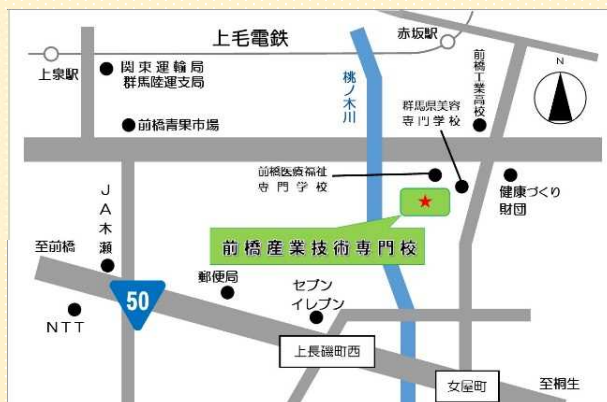 上毛電鉄
赤坂駅
上泉駅
関東運輸局
群馬陸運支局
前橋青果市場
桃ノ木川
前橋工業高校
群馬県美容
専門学校
N
前橋医療福祉
専門学校
健康づくり
財団
JA木瀬
前橋産業技術専門校
至前橋
50
郵便局
セブン
イレブン
NTT
上長磯町西
女屋町
至桐生